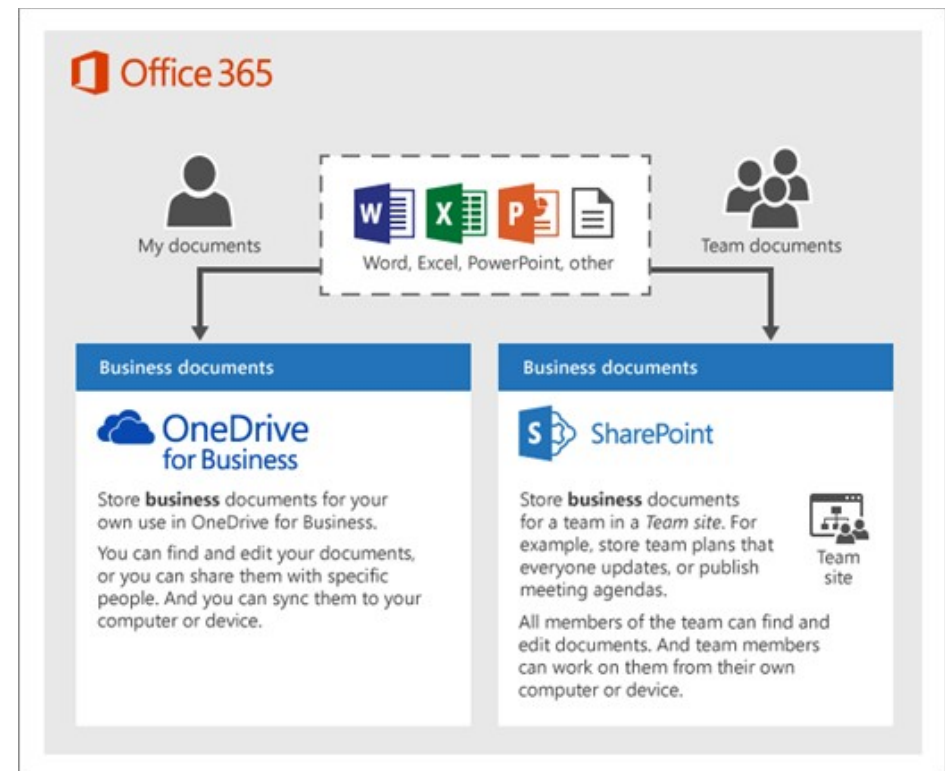 Office 365
My documents
W
X
P
Word, Excel, PowerPoint, other
Team documents
Business documents
OneDrive
for Business
Store business documents for your
own use in OneDrive for Business.
You can find and edit your documents,
or you can share them with specific
people. And you can sync them to your
computer or device.
Business documents
S
SharePoint
Store business documents
for a team in a Team site. For
example, store team plans that
everyone updates, or publish
meeting agendas.
Team
site
All members of the team can find and
edit documents. And team members
can work on them from their own
computer or device.